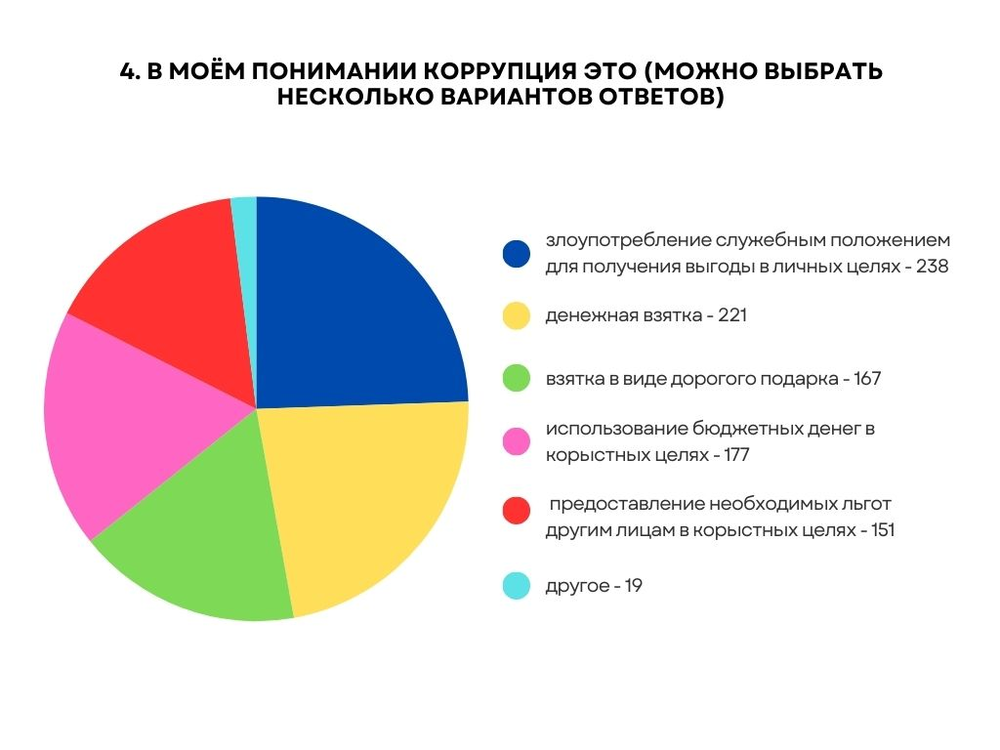 4. В МОЁМ ПОНИМАНИИ КОРРУПЦИЯ ЭТО (МОЖНО ВЫБРАТЬ
НЕСКОЛЬКО ВАРИАНТОВ ОТВЕТОВ)
злоупотребление служебным положением
для получения выгоды в личных целях - 238
денежная взятка - 221
взятка в виде дорогого подарка - 167
использование бюджетных денег в
корыстных целях - 177
предоставление необходимых льгот
другим лицам в корыстных целях - 151
другое - 19